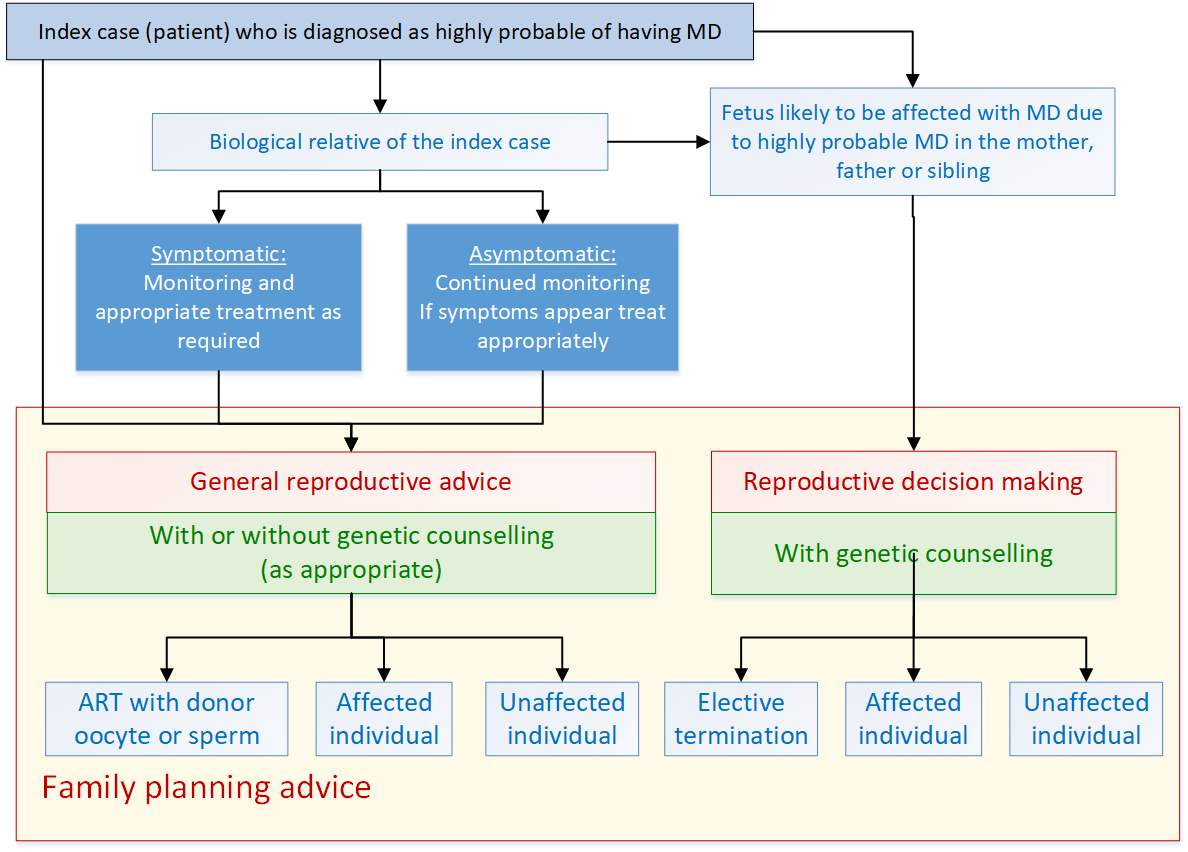 Index case (patient) who is diagnosed as highly probable of having MD
Biological relative of the index case
Fetus likely to be affected with MD due
to highly probable MD in the mother,
father or sibling
Symptomatic:
Monitoring and
appropriate treatment as
required
Asymptomatic:
Continued monitoring
If symptoms appear treat
appropriately
General reproductive advice
With or without genetic counselling
(as appropriate)
Reproductive decision making
With genetic counselling
ART with donor
oocyte or sperm
Affected
individual
Unaffected
individual
Elective
termination
Affected
individual
Unaffected
individual
Family planning advice